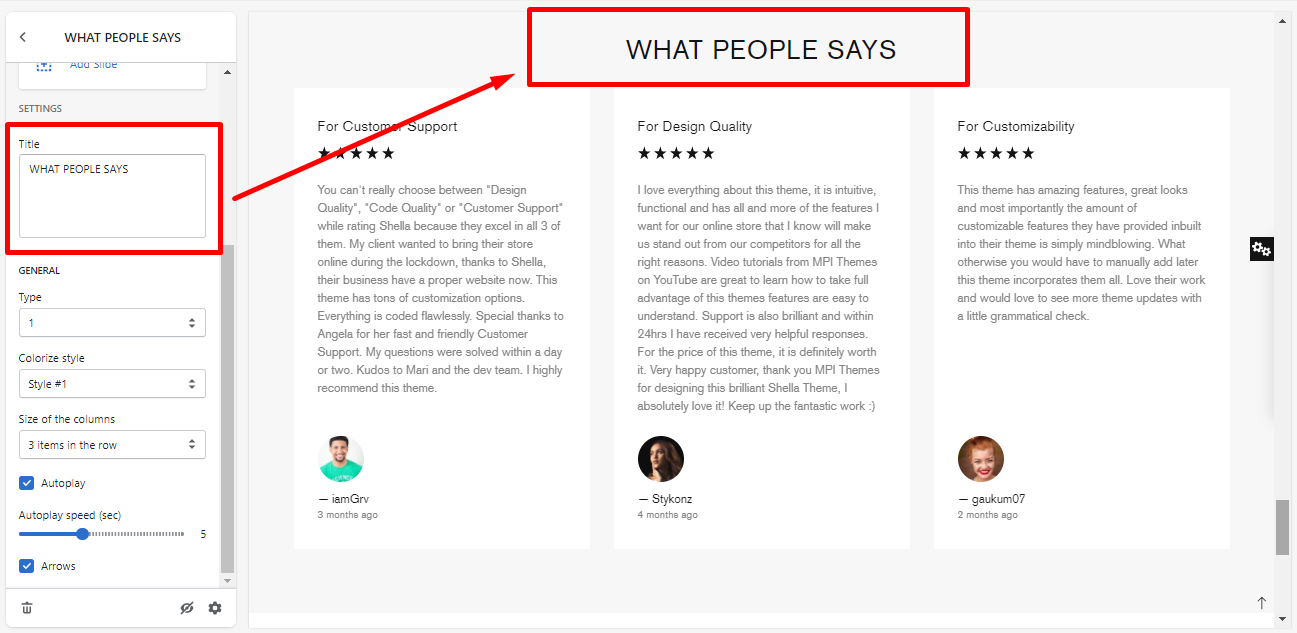 WHAT PEOPLE SAYS
Add Slide
SETTINGS
Title
WHAT PEOPLE SAYS
GENERAL
Type
1
Colorize style
Style #1
Size of the columns
3 items in the row
Autoplay
Autoplay speed (sec)
5
Arrows
WHAT PEOPLE SAYS
For Customer Support
★★★★★
You can't really choose between "Design
Quality", "Code Quality" or "Customer Support"
while rating Shella because they excel in all 3 of
them. My client wanted to bring their store
online during the lockdown, thanks to Shella,
their business have a proper website now. This
theme has tons of customization options.
Everything is coded flawlessly. Special thanks to
Angela for her fast and friendly Customer
Support. My questions were solved within a day
or two. Kudos to Mari and the dev team. I highly
recommend this theme.
— iamGrv
3 months ago
For Design Quality
★★★★★
I love everything about this theme, it is intuitive,
functional and has all and more of the features I
want for our online store that I know will make
us stand out from our competitors for all the
right reasons. Video tutorials from MPI Themes
on YouTube are great to learn how to take full
advantage of this themes features are easy to
understand. Support is also brilliant and within
24hrs I have received very helpful responses.
For the price of this theme, it is definitely worth
it. Very happy customer, thank you MPI Themes
for designing this brilliant Shella Theme, I
absolutely love it! Keep up the fantastic work :)
— Stykonz
4 months ago
For Customizability
★★★★★
This theme has amazing features, great looks
and most importantly the amount of
customizable features they have provided inbuilt
into their theme is simply mindblowing. What
otherwise you would have to manually add later
this theme incorporates them all. Love their work
and would love to see more theme updates with
a little grammatical check.
— gaukum07
2 months ago